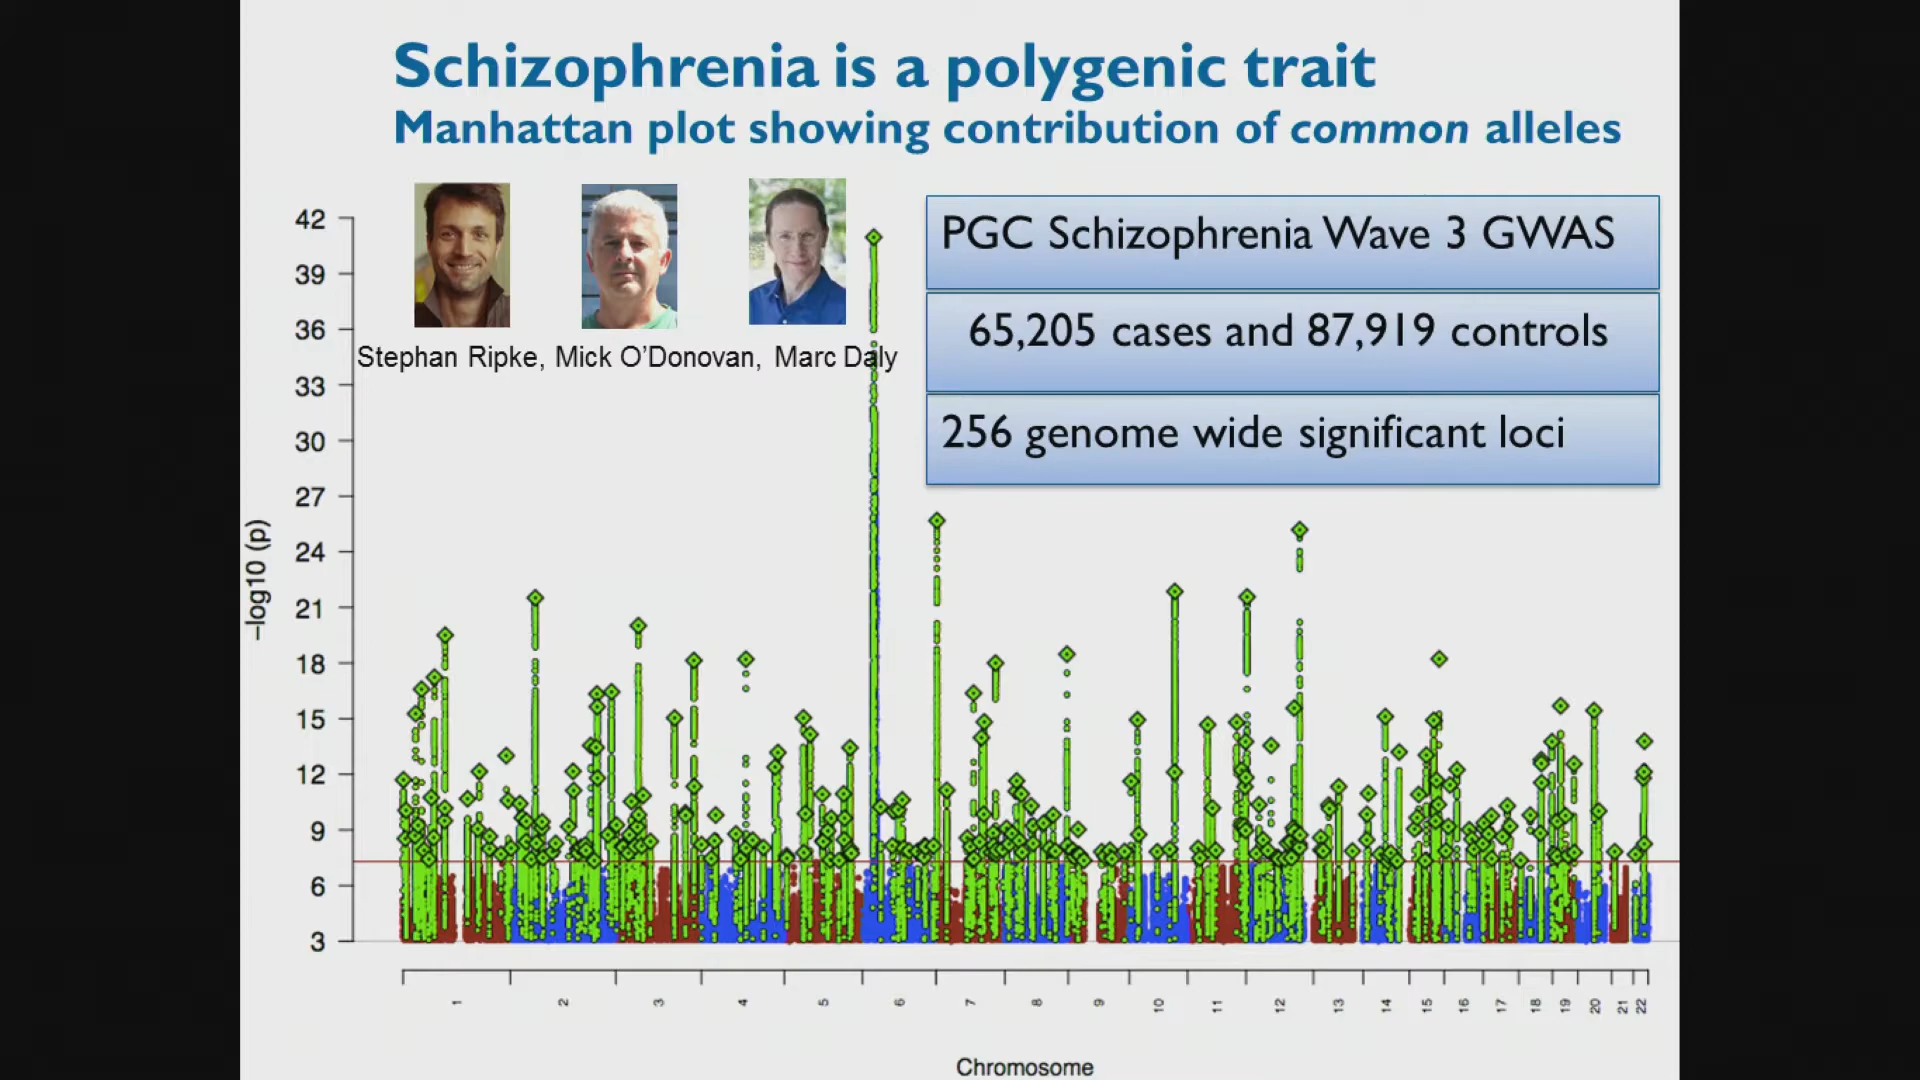 Schizophrenia is a polygenic trait
Manhattan plot showing contribution of common alleles
PGC Schizophrenia Wave 3 GWAS
65,205 cases and 87,919 controls
256 genome wide significant loci
Stephan Ripke, Mick O'Donovan, Marc Daly
–log10 (p)
42
39
36
33
30
27
24
21
18
15
12
9
6
3
1 2 3 4 5 6 7 8 9 10 11 12 13 14 15 16 17 18 19 20 21 22
Chromosome